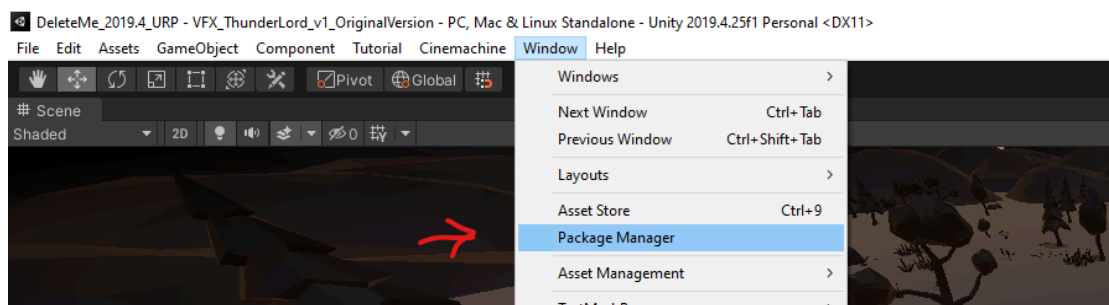 DeleteMe_2019.4_URP - VFX_ThunderLord_v1_OriginalVersion - PC, Mac & Linux Standalone - Unity 2019.4.25f1 Personal <DX11>
File Edit Assets GameObject Component Tutorial Cinemachine Window Help
Pivot Global
# Scene
Shaded 2D 0
Windows >
Next Window Ctrl+Tab
Previous Window Ctrl+Shift+Tab
Layouts >
Asset Store Ctrl+9
Package Manager
Asset Management >